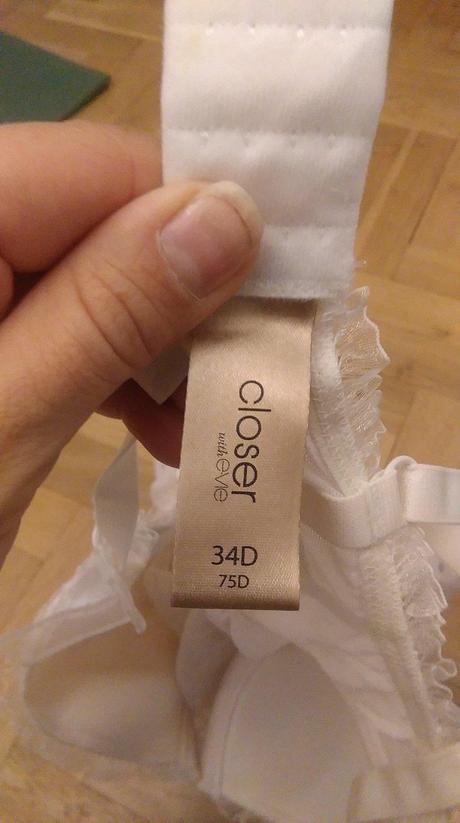 closer
with evie
34D
75D